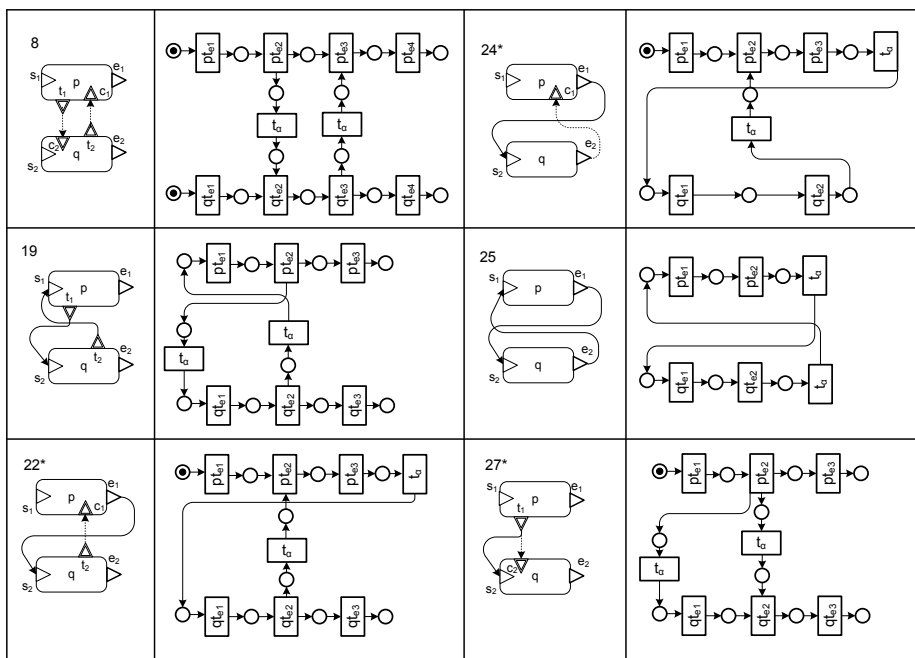 8
s1 p e1
t1 c1
c2 t2
s2 q e2
pte1 pte2 pte3 pte4
tα tα
qte1 qte2 qte3 qte4
24*
s1 p e1
c1
s2 q e2
pte1 pte2 pte3 tα
tα
qte1 qte2
19
s1 p e1
t1
t2
s2 q e2
pte1 pte2 pte3
tα tα
qte1 qte2 qte3
25
s1 p e1
s2 q e2
pte1 pte2 tα
qte1 qte2 tα
22*
s1 p c1 e1
t2
s2 q e2
pte1 pte2 pte3 tα
tα
qte1 qte2 qte3
27*
s1 p e1
t1
c2
s2 q e2
pte1 pte2 pte3
tα tα
qte1 qte2 qte3